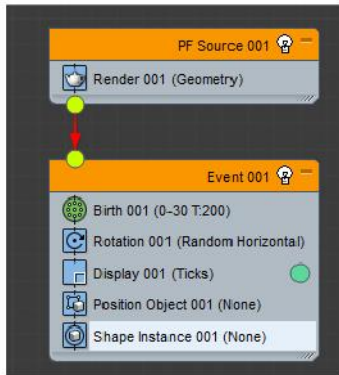 PF Source 001
Render 001 (Geometry)
Event 001
Birth 001 (0-30 T:200)
Rotation 001 (Random Horizontal)
Display 001 (Ticks)
Position Object 001 (None)
Shape Instance 001 (None)